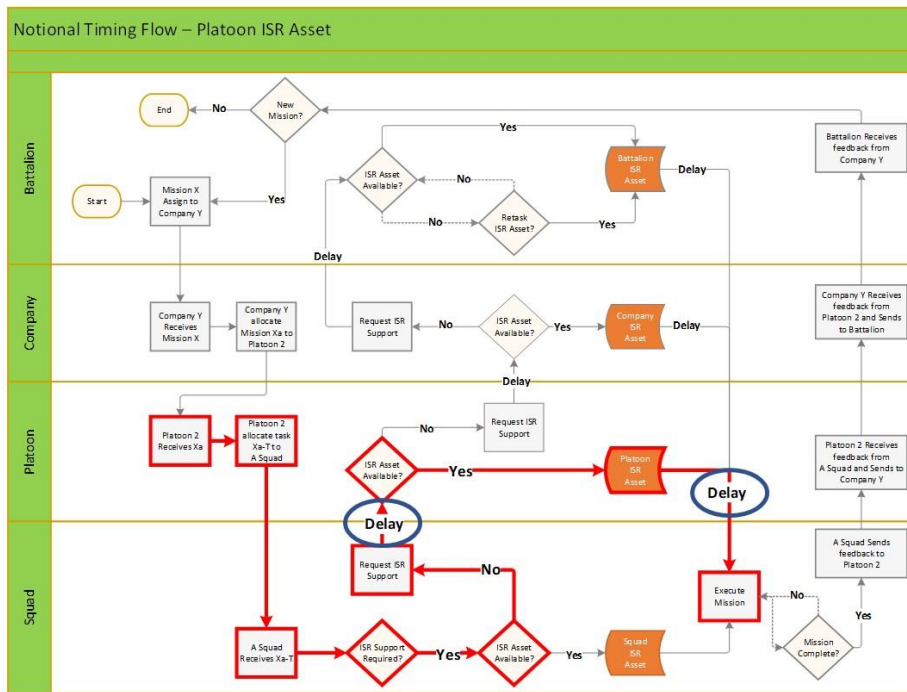 Notional Timing Flow – Platoon ISR Asset
Battalion
End
No
New
Mission?
Yes
Start
Mission X
Assign to
Company Y
ISR Asset
Available?
Yes
No
No
Retask
ISR Asset?
Yes
Battalion
ISR
Asset
Delay
Battalion Receives
feedback from
Company Y
Delay
Company
Company Y
Receives
Mission X
Company Y
allocate
Mission Xa to
Platoon 2
Request ISR
Support
No
ISR Asset
Available?
Yes
Company
ISR
Asset
Delay
Company Y Receives
feedback from
Platoon 2 and Sends
to Battalion
Delay
Platoon
Platoon 2
Receives Xa
Platoon 2
allocate task
Xa-T to
A Squad
No
Request ISR
Support
ISR Asset
Available?
Yes
Platoon
ISR
Asset
Delay
Platoon 2 Receives
feedback from
A Squad and Sends to
Company Y
Delay
Squad
Request ISR
Support
No
A Squad
Receives Xa-T
ISR Support
Required?
Yes
ISR Asset
Available?
Yes
Squad
ISR
Asset
Execute
Mission
No
Mission
Complete?
Yes
A Squad Sends
feedback to
Platoon 2